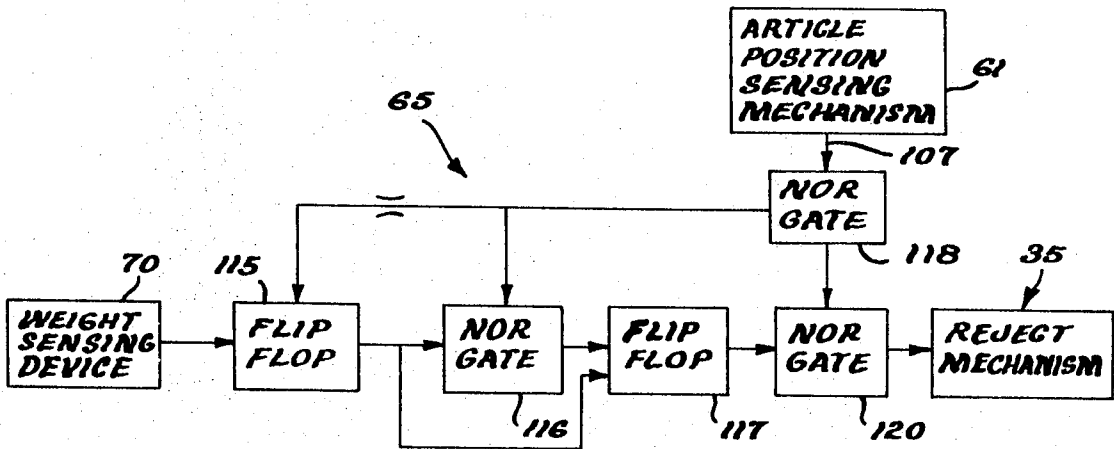 ARTICLE
POSITION
SENSING
MECHANISM
61
65
107
NOR
GATE
118
70
115
35
WEIGHT
SENSING
DEVICE
FLIP
FLOP
NOR
GATE
FLIP
FLOP
NOR
GATE
REJECT
MECHANISM
116
117
120